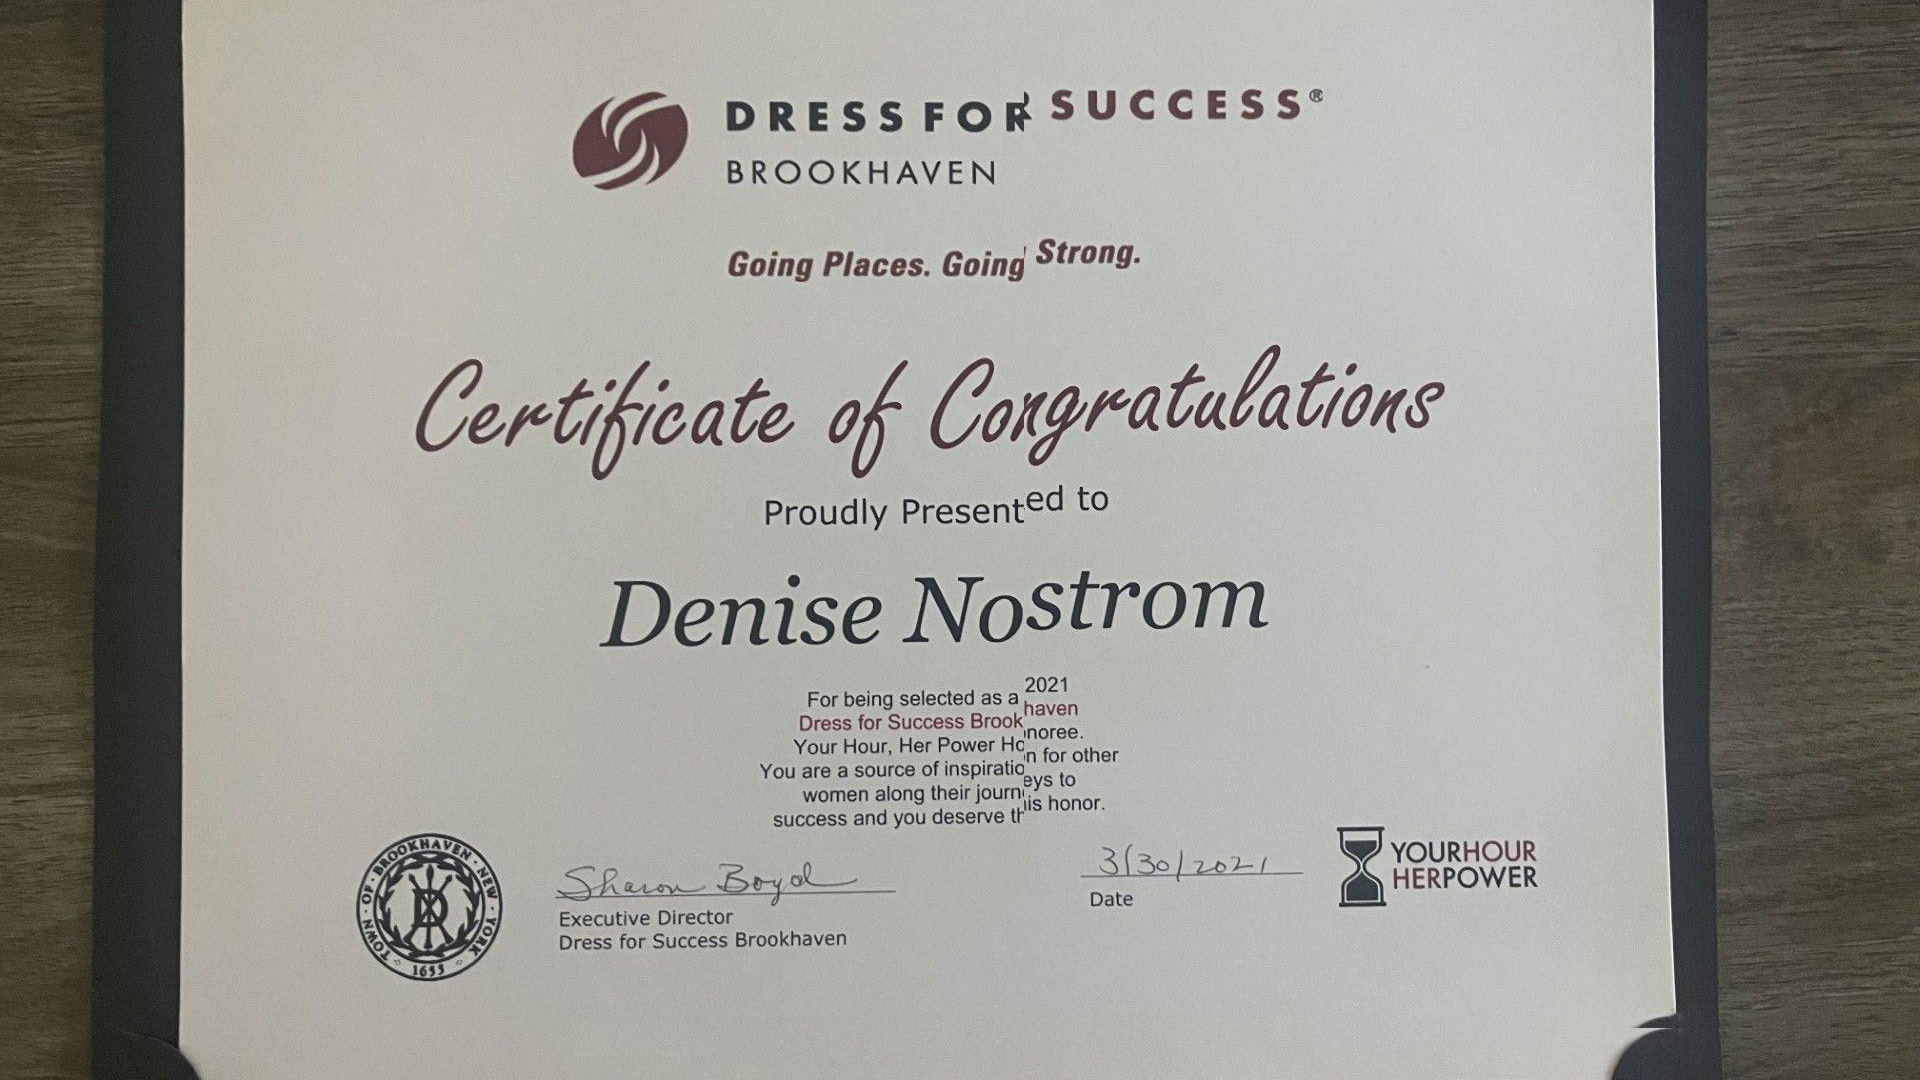 DRESS FOR SUCCESS®
BROOKHAVEN
Going Places. Going Strong.
Certificate of Congratulations
Proudly Presented to
Denise Nostrom
For being selected as a 2021
Dress for Success Brookhaven
Your Hour, Her Power Honoree.
You are a source of inspiration for other
women along their journeys to
success and you deserve this honor.
TOWN · OF · BROOKHAVEN · NEW · YORK
1655
Sharon Boyd
Executive Director
Dress for Success Brookhaven
3/30/2021
Date
YOURHOUR
HERPOWER